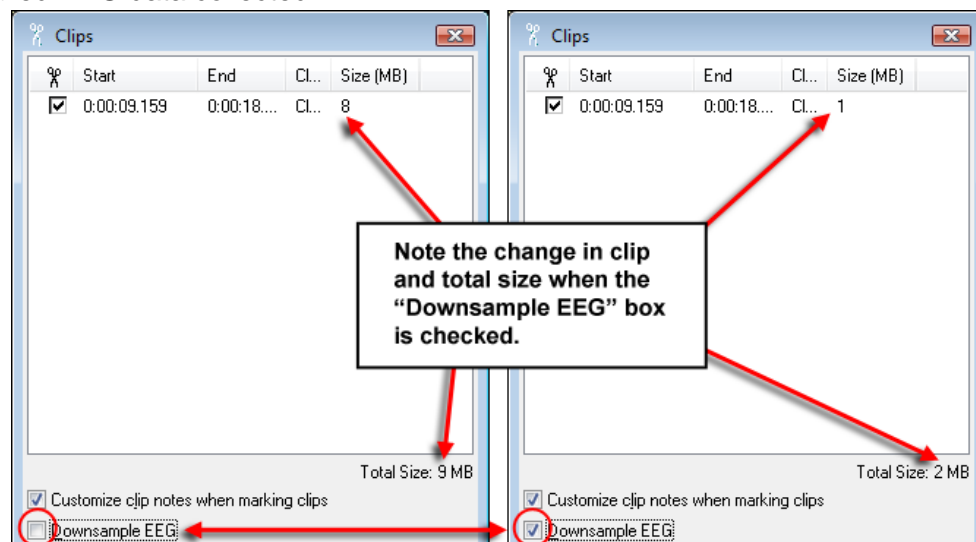 Clips
Start End Cl... Size (MB)
0:00:09.159 0:00:18.... Cl... 8
Total Size: 9 MB
Customize clip notes when marking clips
Downsample EEG
Clips
Start End Cl... Size (MB)
0:00:09.159 0:00:18.... Cl... 1
Total Size: 2 MB
Customize clip notes when marking clips
Downsample EEG
Note the change in clip
and total size when the
“Downsample EEG” box
is checked.